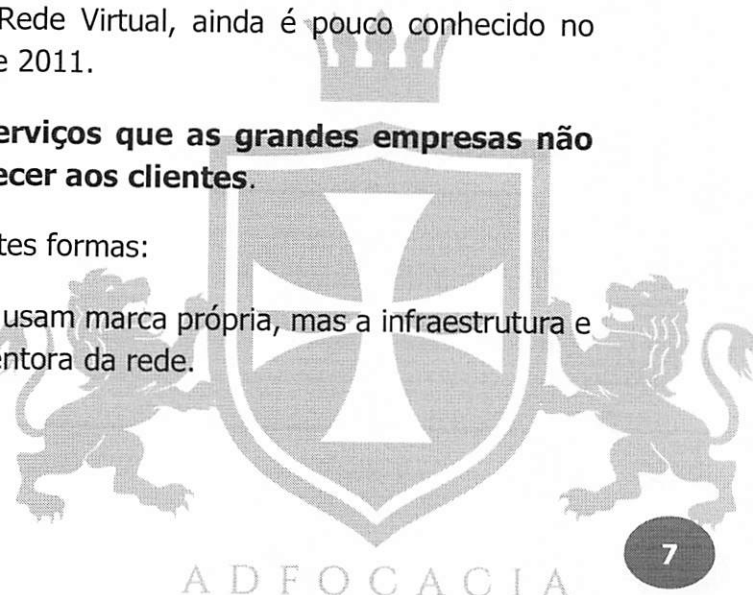 Rede Virtual, ainda é pouco conhecido no
e 2011.
erviços que as grandes empresas não
ecer aos clientes.
tes formas:
usam marca própria, mas a infraestrutura e
entora da rede.
7
ADFOCACIA